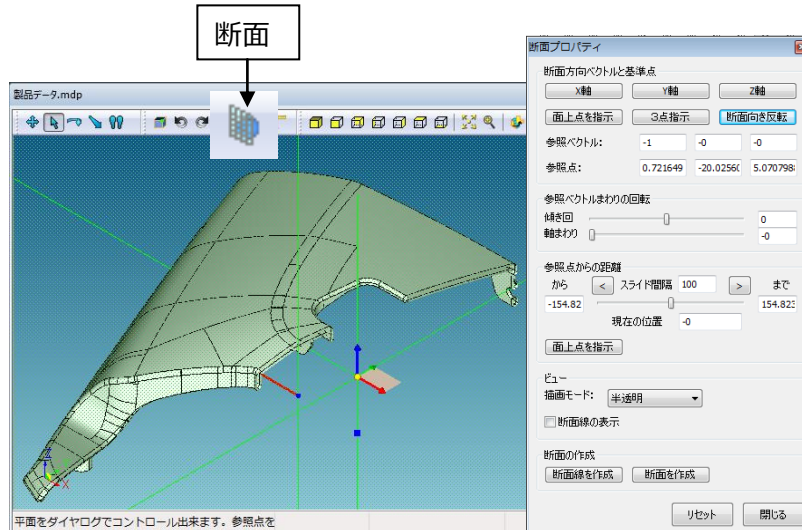 断面
製品データ.mdp
平面をダイヤログでコントロール出来ます。参照点を
断面プロパティ
断面方向ベクトルと基準点
X軸 Y軸 Z軸
面上点を指示 3点指示 断面向き反転
参照ベクトル: -1 -0 -0
参照点: 0.721649 -20.0256( 5.070798
参照ベクトルまわりの回転
傾き回 0
軸まわり -0
参照点からの距離
から < スライド間隔 100 > まで
-154.82 154.823
現在の位置 -0
面上点を指示
ビュー
描画モード: 半透明
断面線の表示
断面の作成
断面線を作成 断面を作成
リセット 閉じる
Z
X